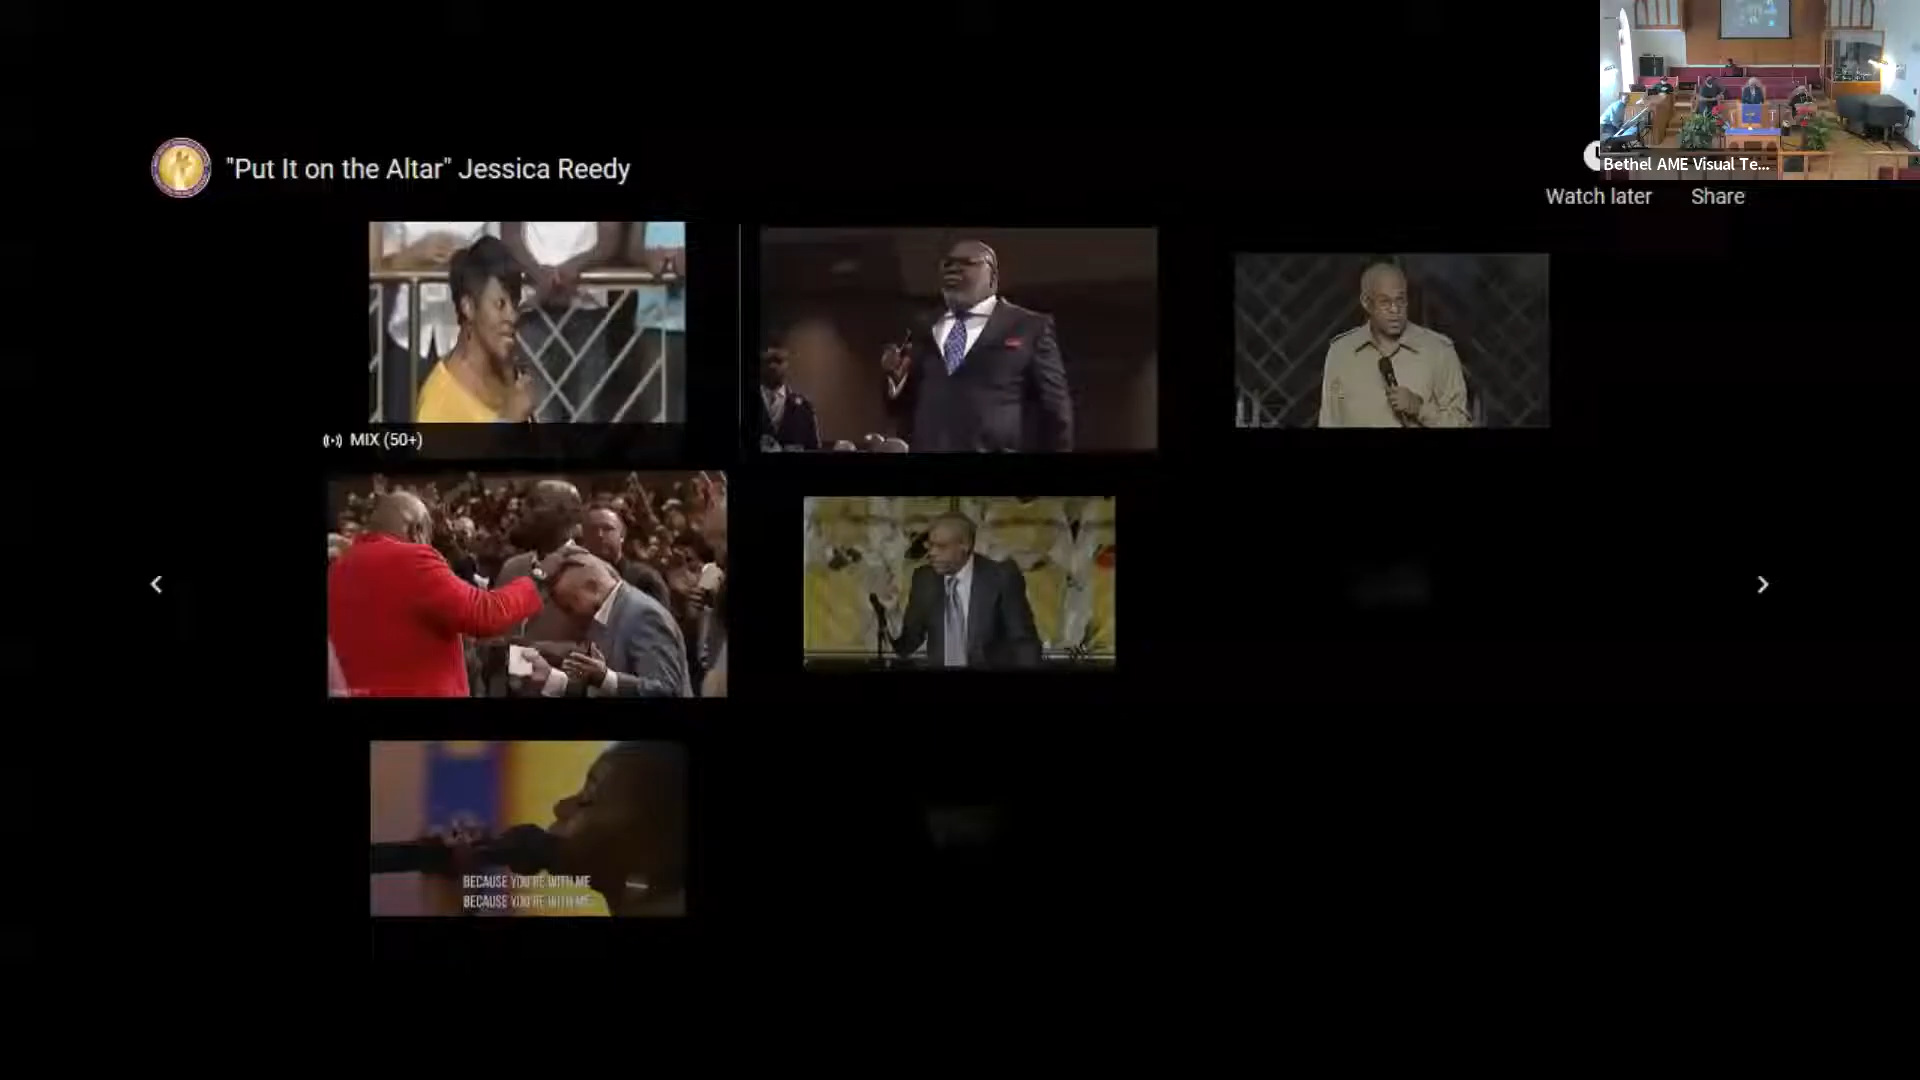 "Put It on the Altar" Jessica Reedy
Bethel AME Visual Te...
Watch later
Share
MIX (50+)
BECAUSE YOU'RE WITH ME
BECAUSE YOU'RE WITH ME